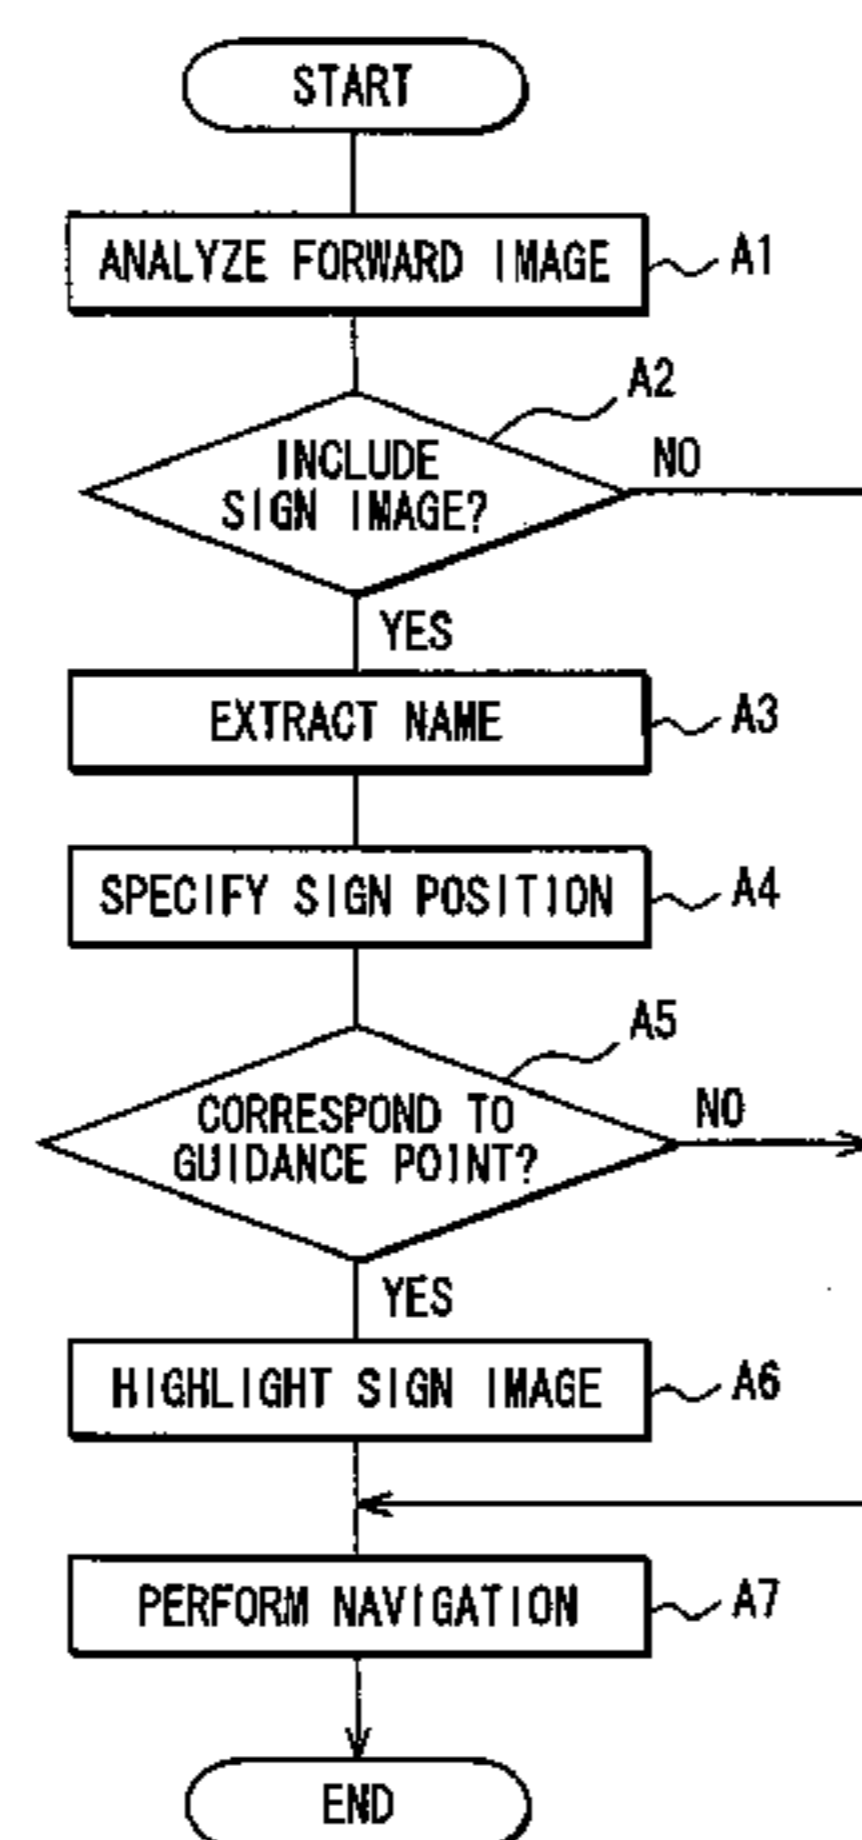 START
ANALYZE FORWARD IMAGE
A1
A2
INCLUDE
SIGN IMAGE?
NO
YES
EXTRACT NAME
A3
SPECIFY SIGN POSITION
A4
A5
CORRESPOND TO
GUIDANCE POINT?
NO
YES
HIGHLIGHT SIGN IMAGE
A6
PERFORM NAVIGATION
A7
END